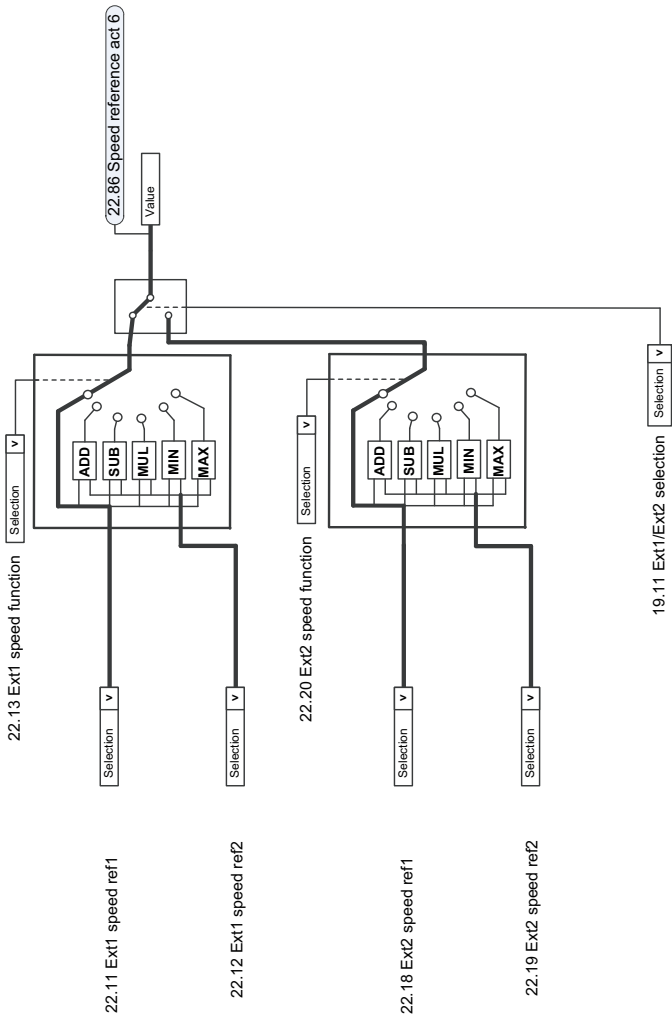 22.86 Speed reference act 6
Value
22.13 Ext1 speed function
Selection v
22.11 Ext1 speed ref1
Selection v
22.12 Ext1 speed ref2
Selection v
ADD
SUB
MUL
MIN
MAX
22.20 Ext2 speed function
Selection v
22.18 Ext2 speed ref1
Selection v
22.19 Ext2 speed ref2
Selection v
ADD
SUB
MUL
MIN
MAX
19.11 Ext1/Ext2 selection
Selection v